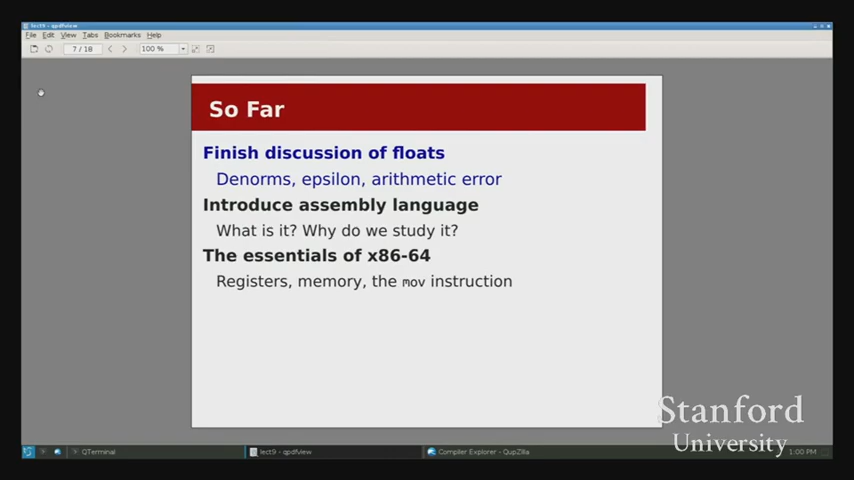 lect9 - qpdfview
File Edit View Tabs Bookmarks Help
7 / 18
100 %
So Far
Finish discussion of floats
Denorms, epsilon, arithmetic error
Introduce assembly language
What is it? Why do we study it?
The essentials of x86-64
Registers, memory, the mov instruction
Stanford
University
QTerminal
lect9 - qpdfview
Compiler Explorer - QupZilla
1:00 PM